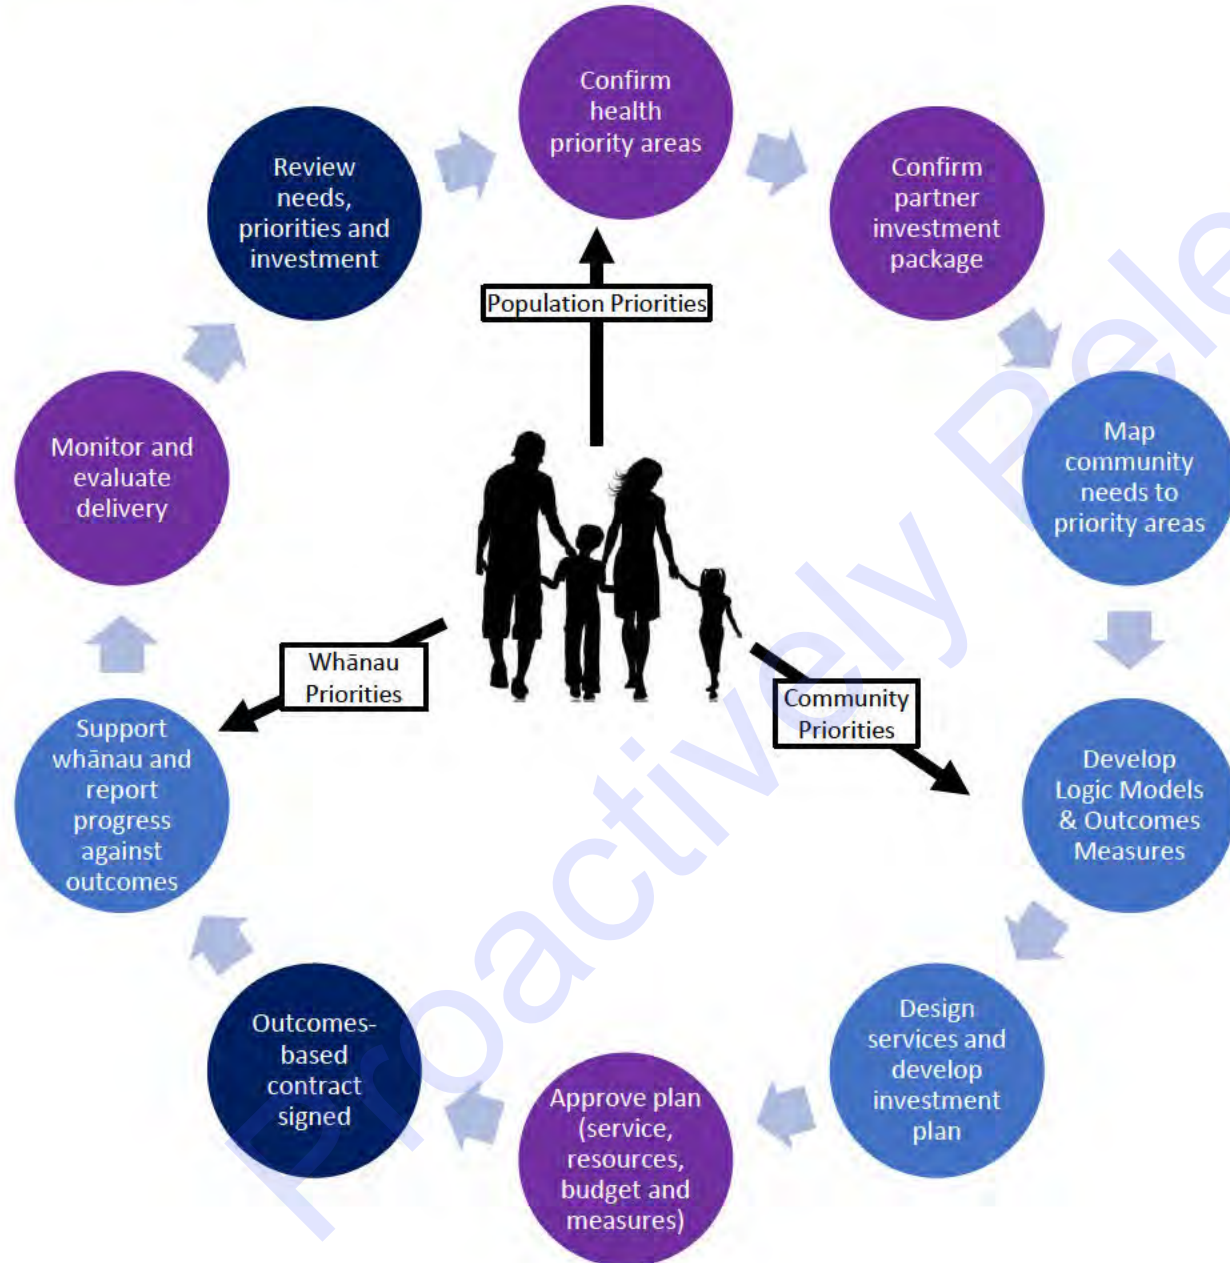 Confirm
health
priority areas
Confirm
partner
investment
package
Map
community
needs to
priority areas
Develop
Logic Models
& Outcomes
Measures
Design
services and
develop
investment
plan
Approve plan
(service,
resources,
budget and
measures)
Outcomes-
based
contract
signed
Support
whānau and
report
progress
against
outcomes
Monitor and
evaluate
delivery
Review
needs,
priorities and
investment
Population Priorities
Whānau
Priorities
Community
Priorities
Proactively Rele